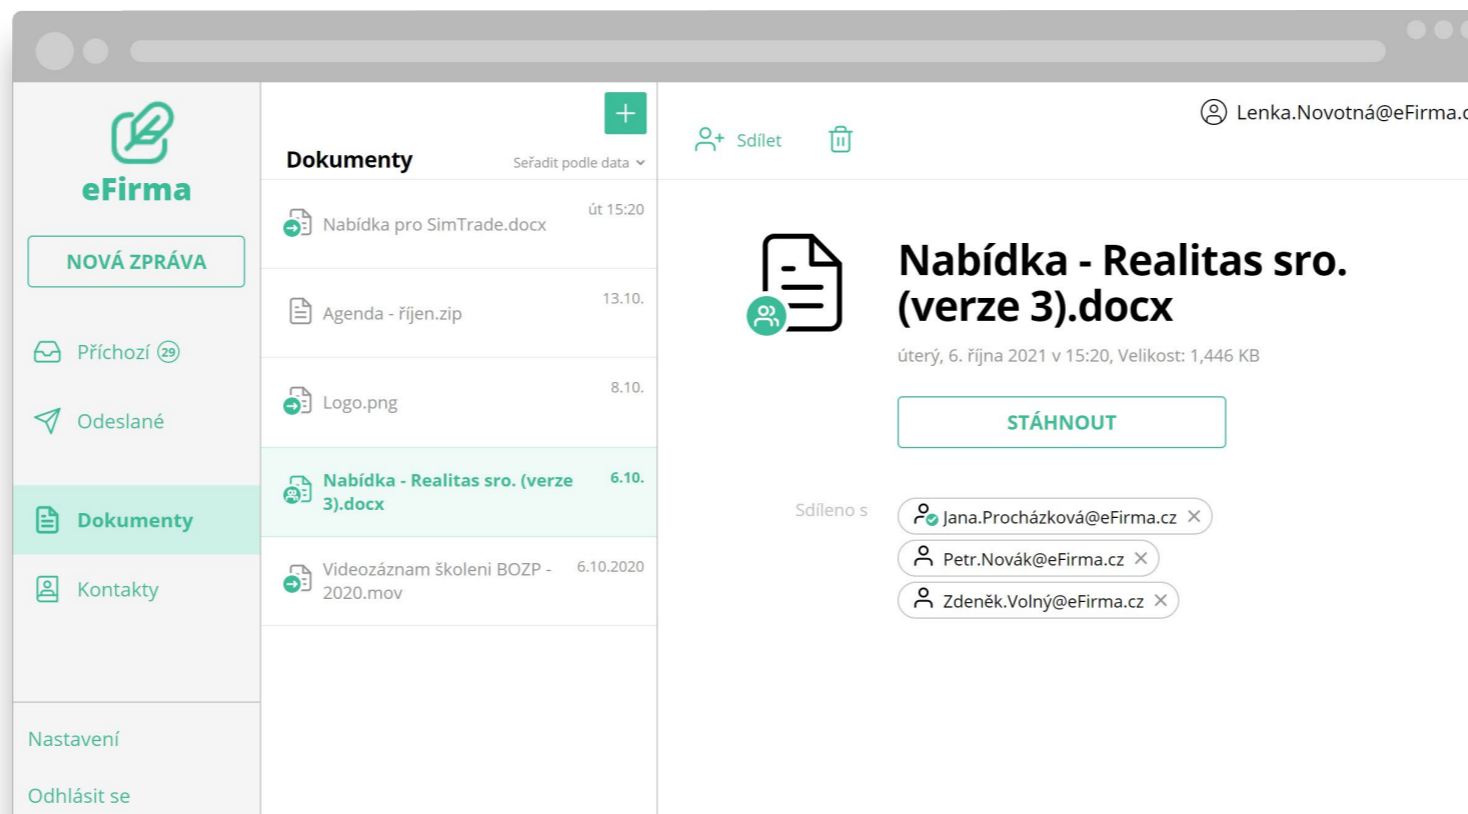 eFirma
NOVÁ ZPRÁVA
Příchozí 29
Odeslané
Dokumenty
Kontakty
Nastavení
Odhlásit se
Dokumenty
Seřadit podle data
Nabídka pro SimTrade.docx
út 15:20
Agenda - říjen.zip
13.10.
Logo.png
8.10.
Nabídka - Realitas sro. (verze
3).docx
6.10.
Videozáznam školeni BOZP -
2020.mov
6.10.2020
Sdílet
Lenka.Novotná@eFirma.c
Nabídka - Realitas sro.
(verze 3).docx
úterý, 6. října 2021 v 15:20, Velikost: 1,446 KB
STÁHNOUT
Sdíleno s
Jana.Procházková@eFirma.cz
Petr.Novák@eFirma.cz
Zdeněk.Volný@eFirma.cz